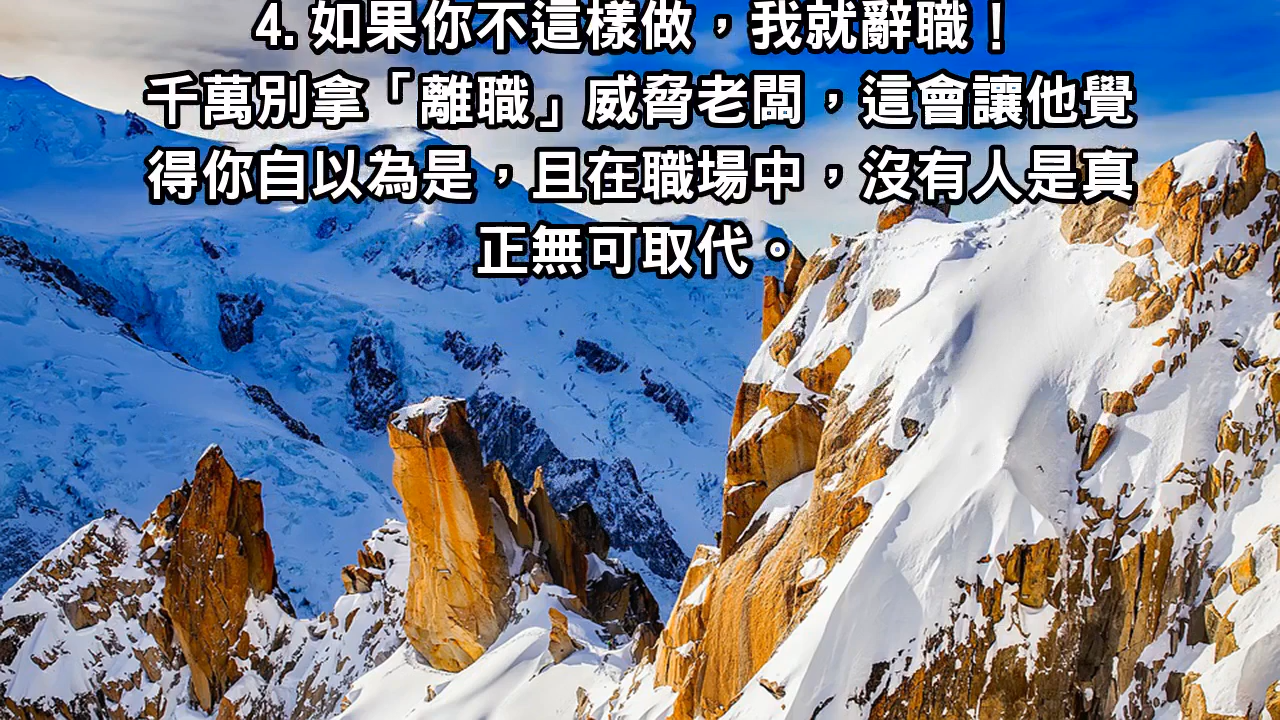 4. 如果你不這樣做，我就辭職！
千萬別拿「離職」威脅老闆，這會讓他覺
得你自以為是，且在職場中，沒有人是真
正無可取代。